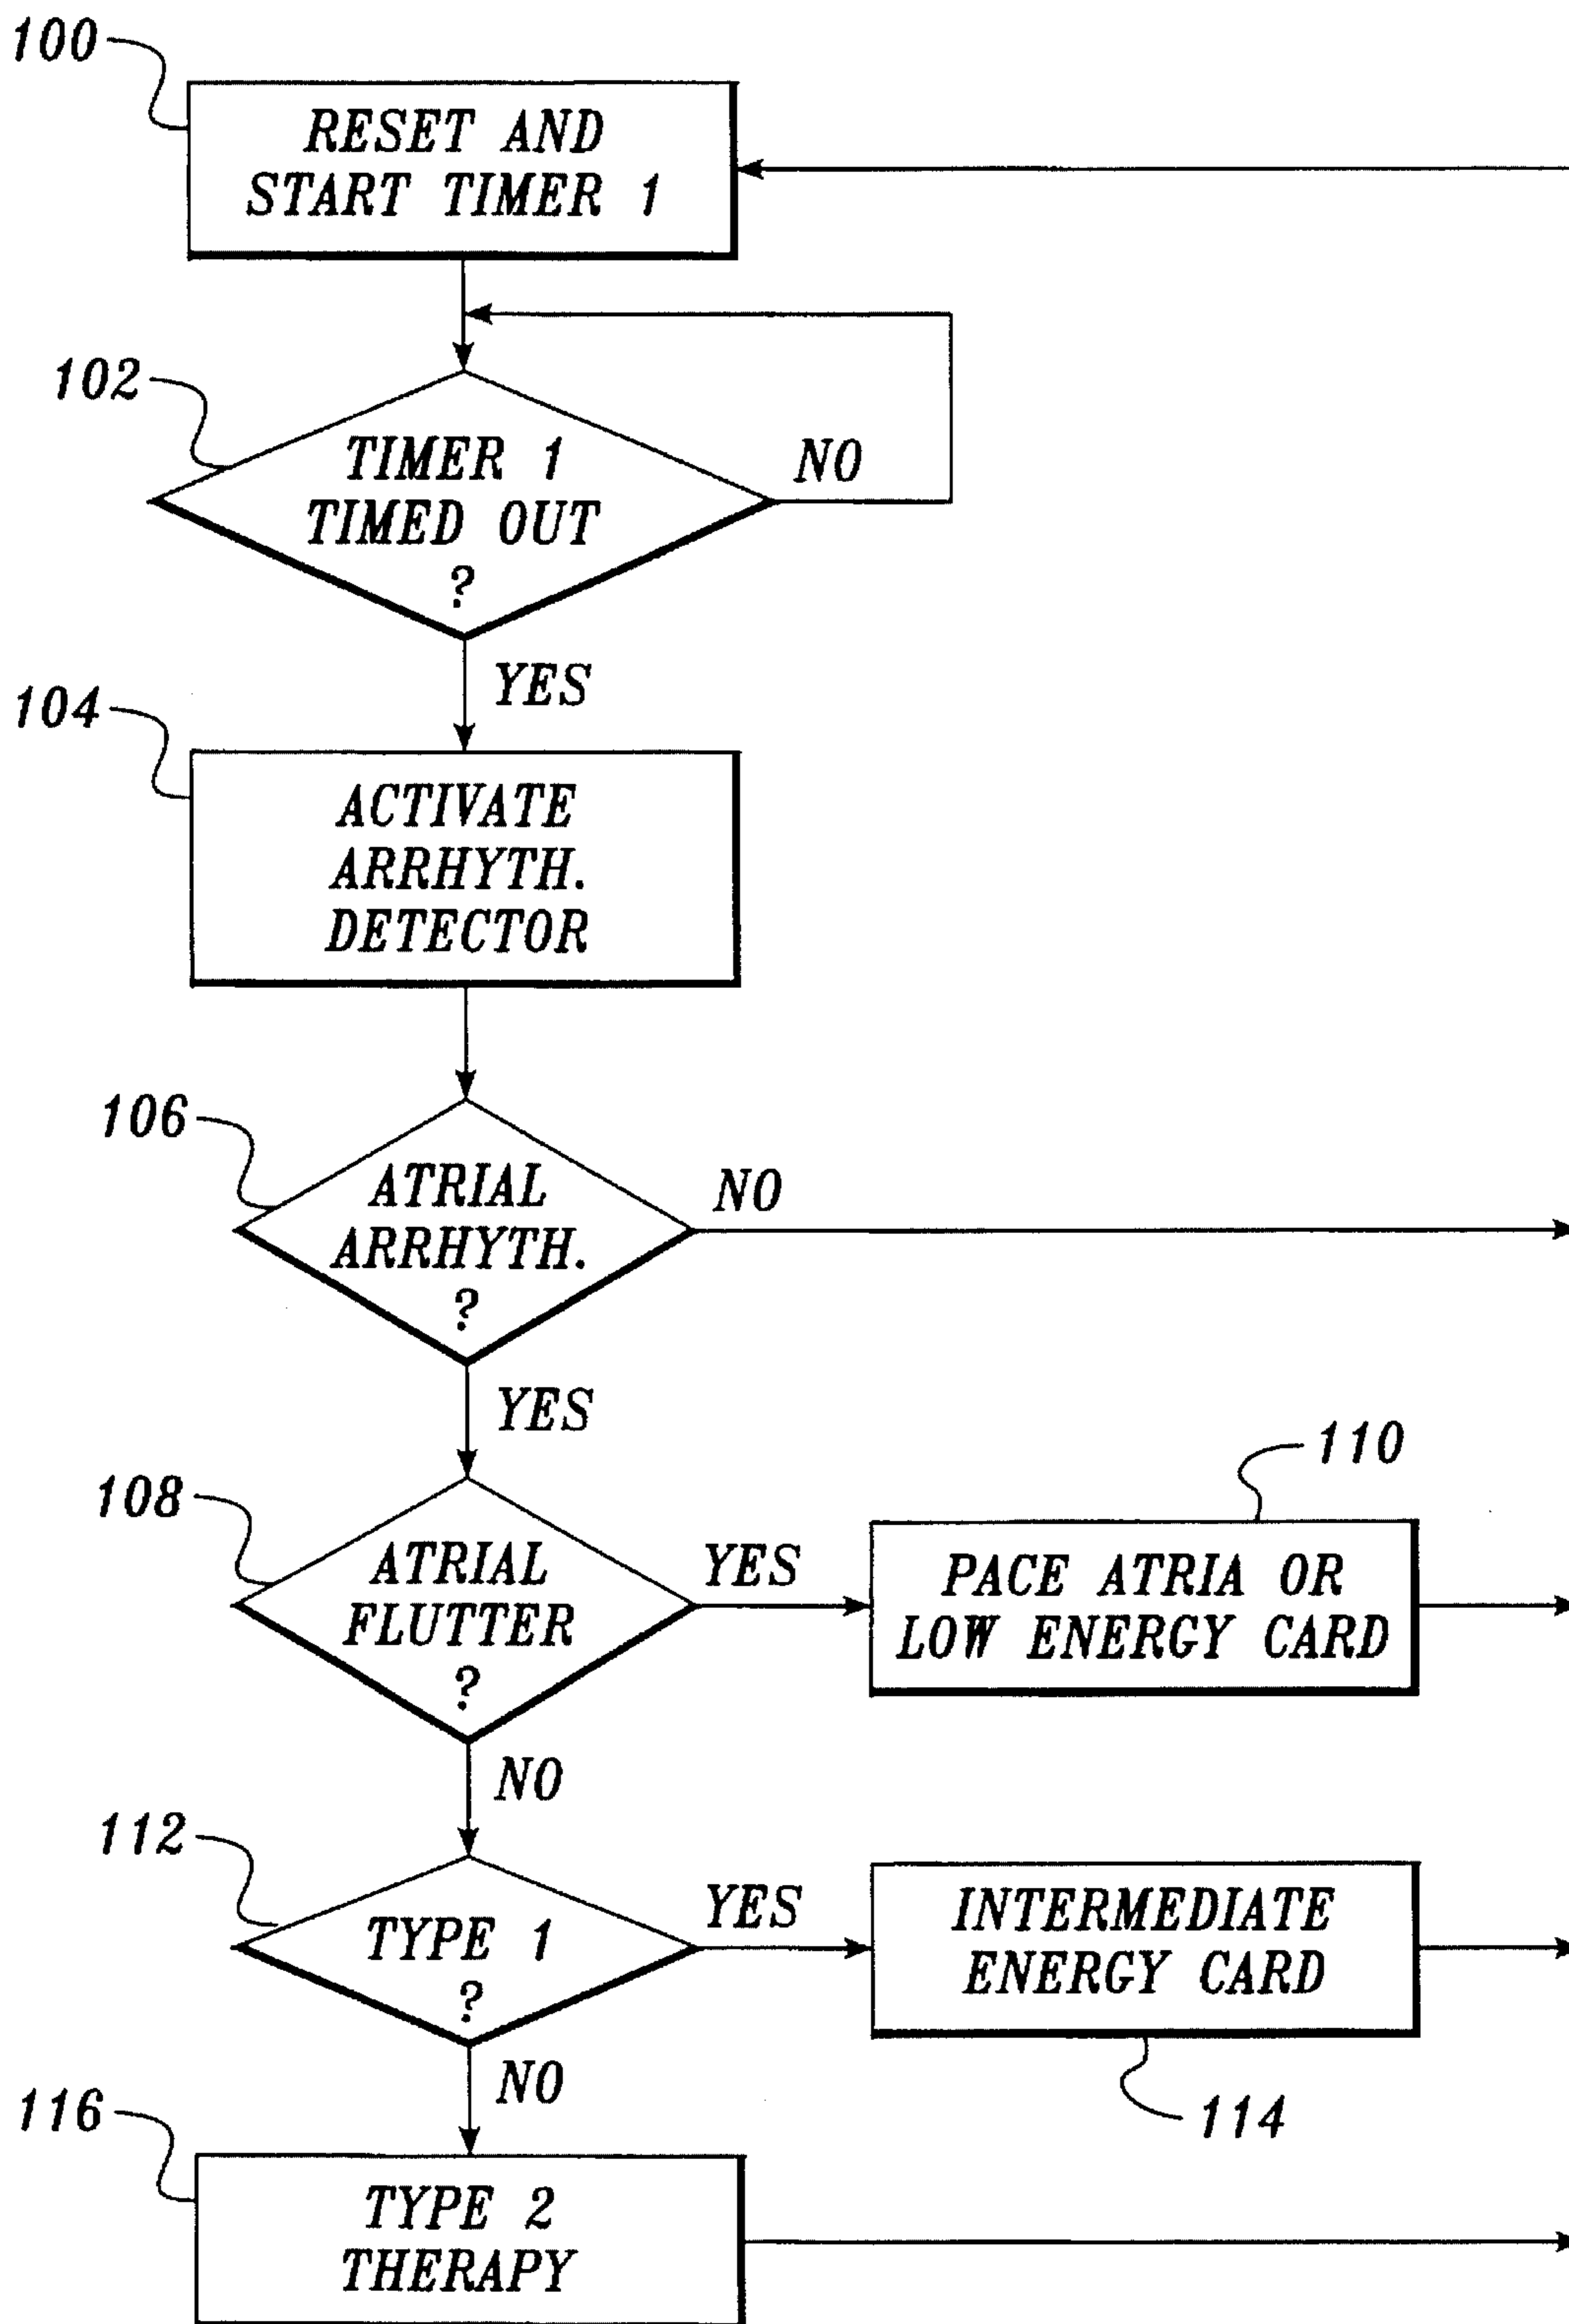 100
RESET AND
START TIMER 1
102
TIMER 1
TIMED OUT
?
NO
YES
104
ACTIVATE
ARRHYTH.
DETECTOR
106
ATRIAL
ARRHYTH.
?
NO
YES
108
ATRIAL
FLUTTER
?
YES
110
PACE ATRIA OR
LOW ENERGY CARD
NO
112
TYPE 1
?
YES
INTERMEDIATE
ENERGY CARD
114
NO
116
TYPE 2
THERAPY